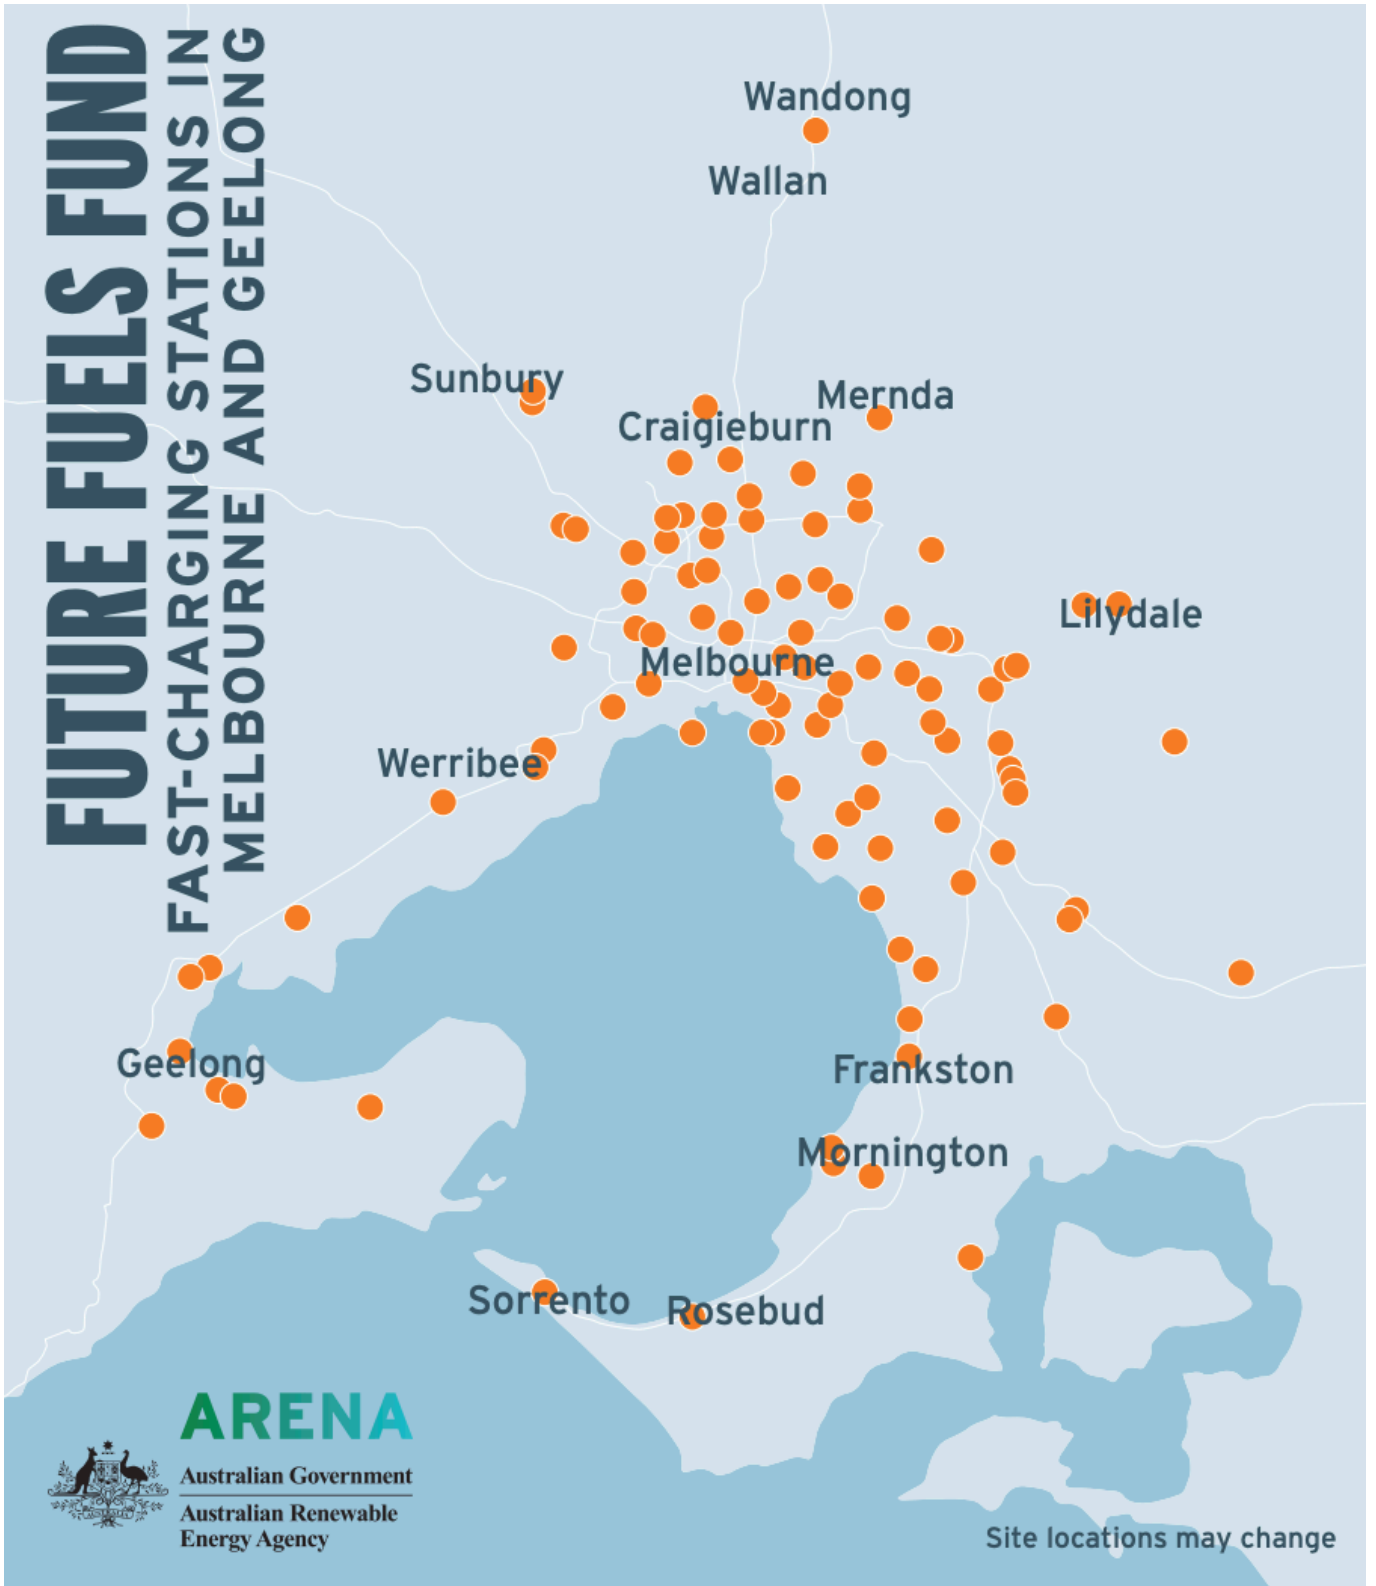 FUTURE FUELS FUND
FAST-CHARGING STATIONS IN
MELBOURNE AND GEELONG
Wandong
Wallan
Sunbury
Mernda
Craigieburn
Lilydale
Melbourne
Werribee
Geelong
Frankston
Mornington
Sorrento
Rosebud
ARENA
Australian Government
Australian Renewable
Energy Agency
Site locations may change